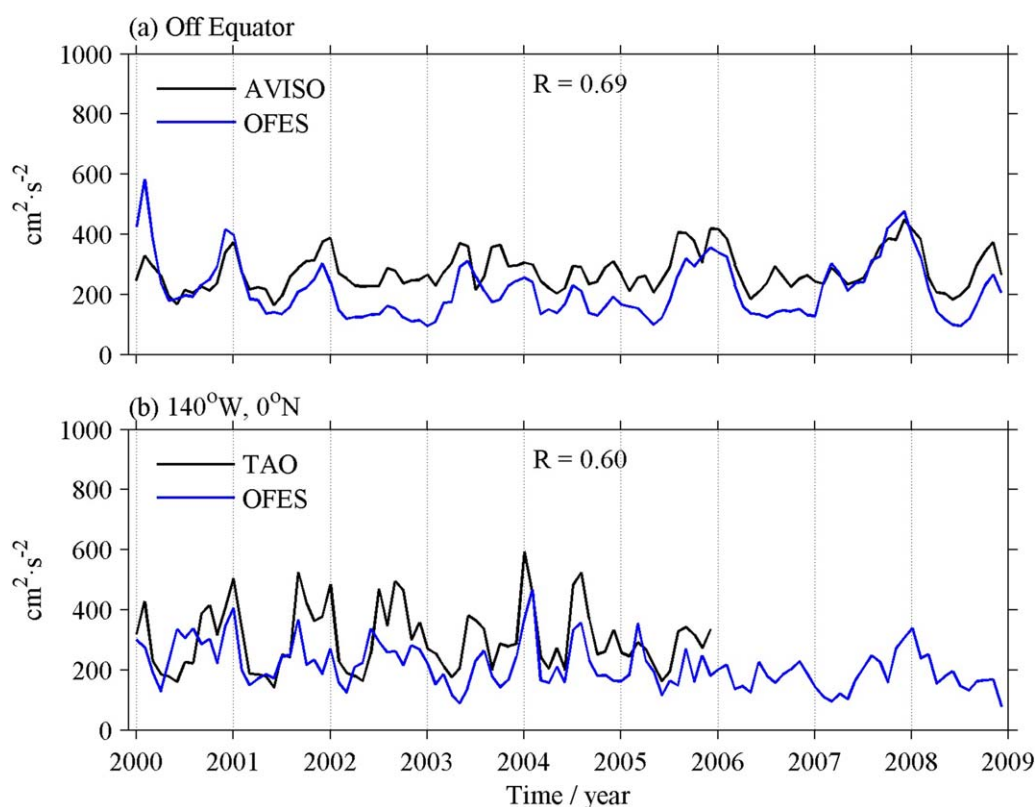 (a) Off Equator
1000
800
600
400
200
0
cm²·s⁻²
AVISO
OFES
R = 0.69
(b) 140°W, 0°N
1000
800
600
400
200
0
cm²·s⁻²
TAO
OFES
R = 0.60
2000 2001 2002 2003 2004 2005 2006 2007 2008 2009
Time / year